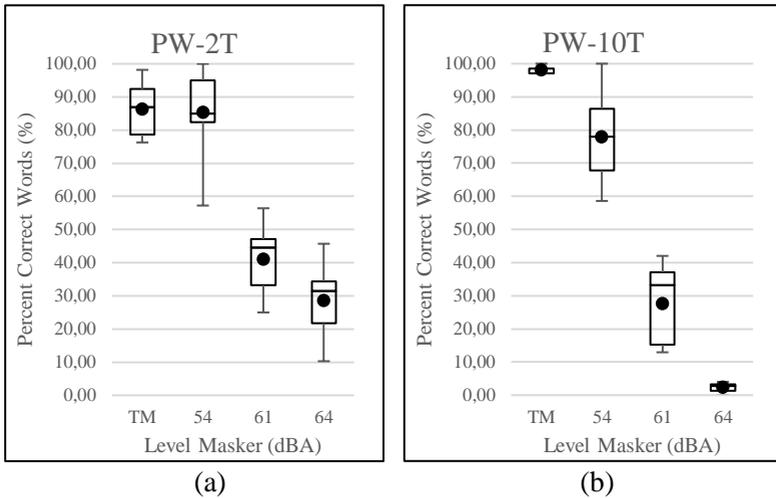 PW-2T
Percent Correct Words (%)
100,00
90,00
80,00
70,00
60,00
50,00
40,00
30,00
20,00
10,00
0,00
TM 54 61 64
Level Masker (dBA)
(a)
PW-10T
Percent Correct Words (%)
100,00
90,00
80,00
70,00
60,00
50,00
40,00
30,00
20,00
10,00
0,00
TM 54 61 64
Level Masker (dBA)
(b)